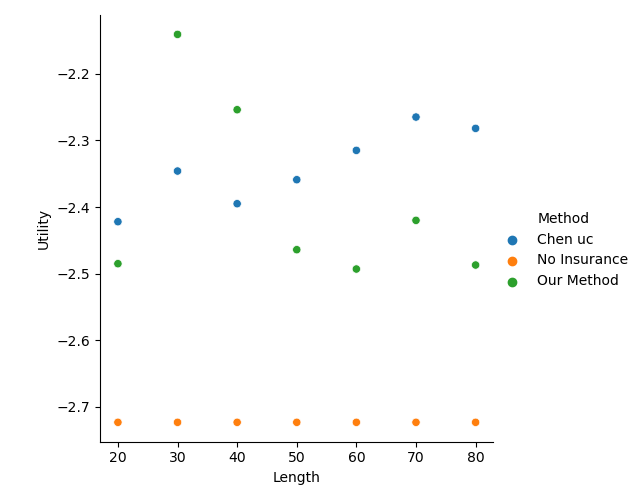 −2.2
−2.3
−2.4
−2.5
−2.6
−2.7
Utility
20 30 40 50 60 70 80
Length
Method
Chen uc
No Insurance
Our Method